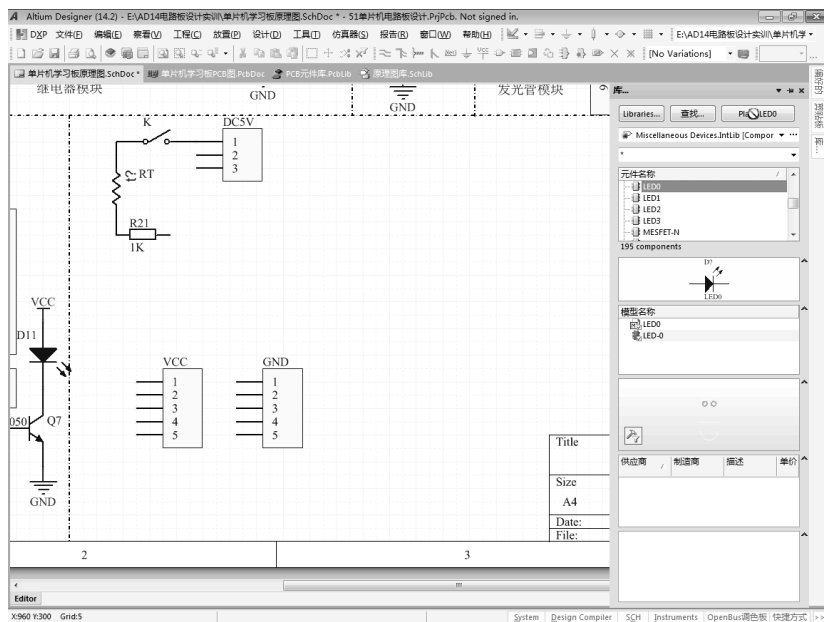 Altium Designer (14.2) - E:\AD14电路板设计实训\单片机学习板原理图.SchDoc * - 51单片机电路板设计.PrjPcb. Not signed in.
DXP 文件(F) 编辑(E) 察看(V) 工程(C) 放置(P) 设计(D) 工具(T) 仿真器(S) 报告(R) 窗口(W) 帮助(H) E:\AD14电路板设计实训\单片机学
[No Variations]
单片机学习板原理图.SchDoc * 单片机学习板PCB图.PcbDoc PCB元件库.PcbLib 原理图库.SchLib
继电器模块
GND
GND
发光管模块
K
DC5V
1
2
3
RT
R21
1K
VCC
D11
050
Q7
GND
VCC
1
2
3
4
5
GND
1
2
3
4
5
Title
Size
A4
Date:
File:
2
3
库...
Libraries... 查找... LED0
Miscellaneous Devices.IntLib [Compor
*
元件名称
LED0
LED1
LED2
LED3
MESFET-N
195 components
D?
LED0
模型名称
LED0
LED-0
供应商 制造商 描述 单价
Editor
X:960 Y:300 Grid:5
System Design Compiler SCH Instruments OpenBus调色板 快捷方式 >>